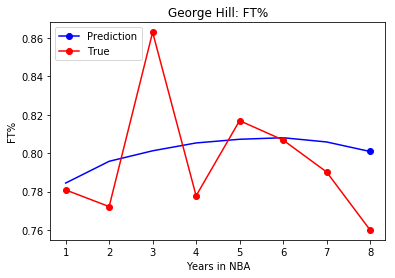 George Hill: FT%
Prediction
True
FT%
0.86
0.84
0.82
0.80
0.78
0.76
1 2 3 4 5 6 7 8
Years in NBA